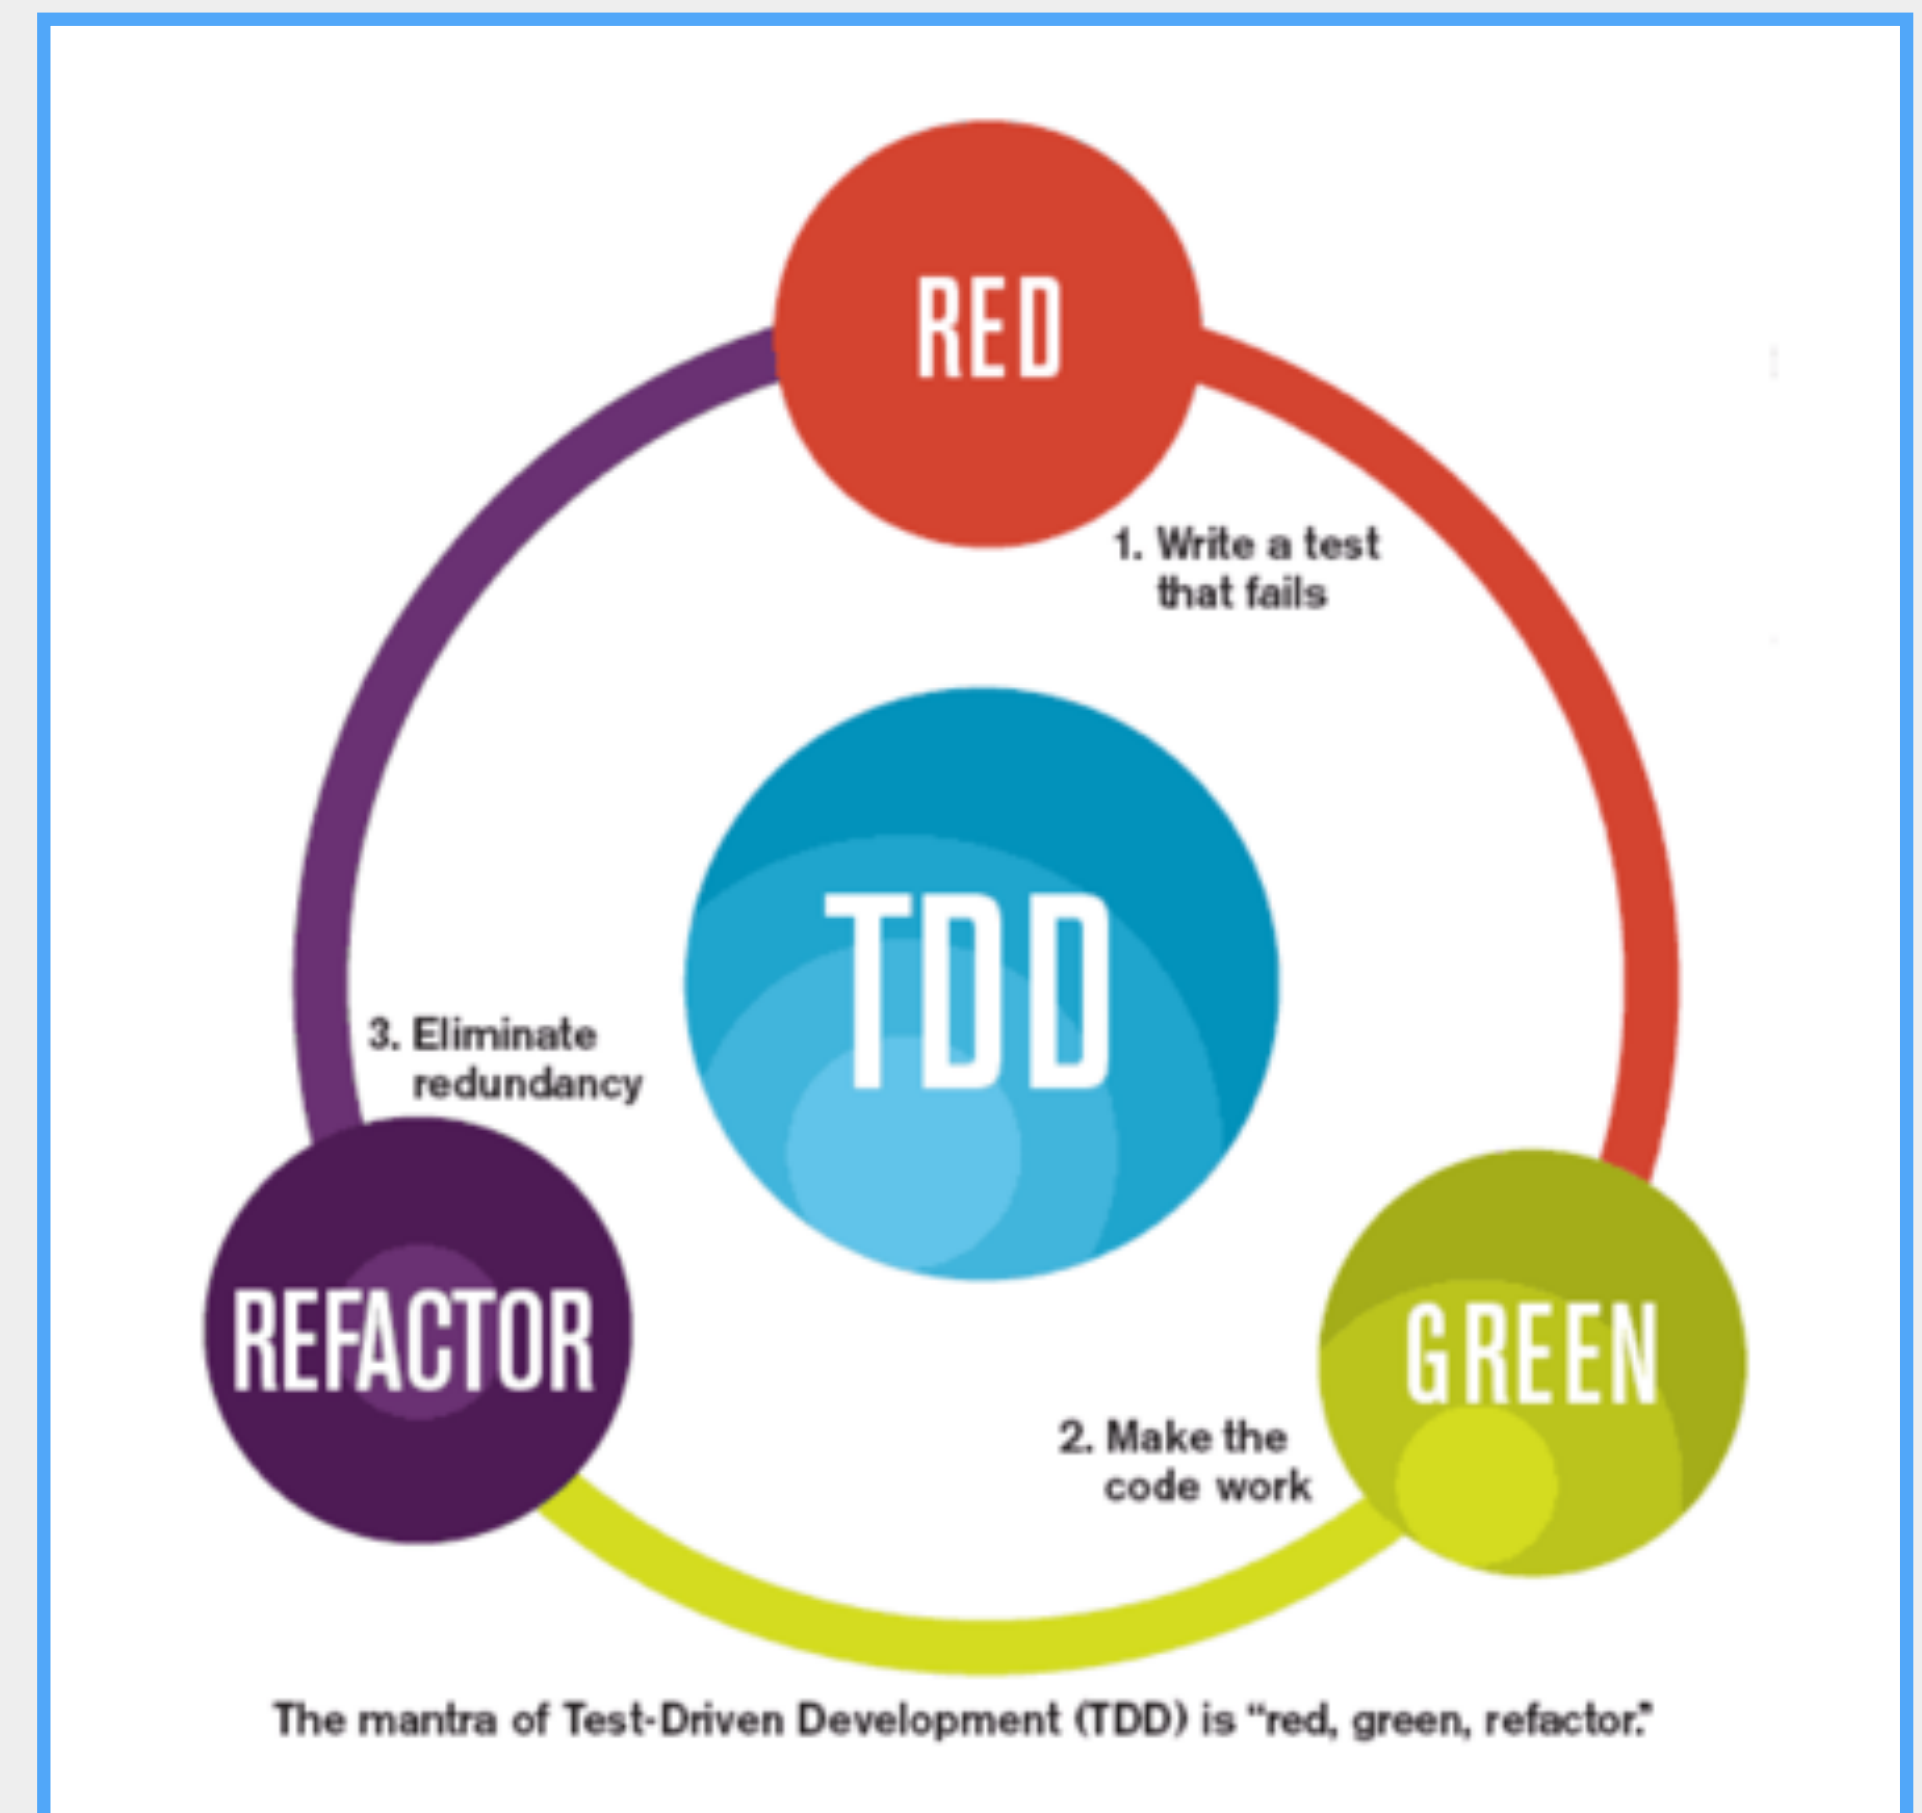 RED
1. Write a test
that fails
TDD
3. Eliminate
redundancy
REFACTOR
GREEN
2. Make the
code work
The mantra of Test-Driven Development (TDD) is “red, green, refactor.”